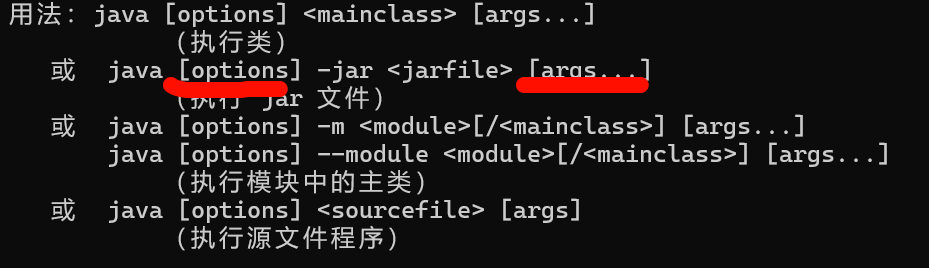 用法：java [options] <mainclass> [args...]
(执行类)
或 java [options] -jar <jarfile> [args...]
(执行 jar 文件)
或 java [options] -m <module>[/<mainclass>] [args...]
java [options] --module <module>[/<mainclass>] [args...]
(执行模块中的主类)
或 java [options] <sourcefile> [args]
(执行源文件程序)